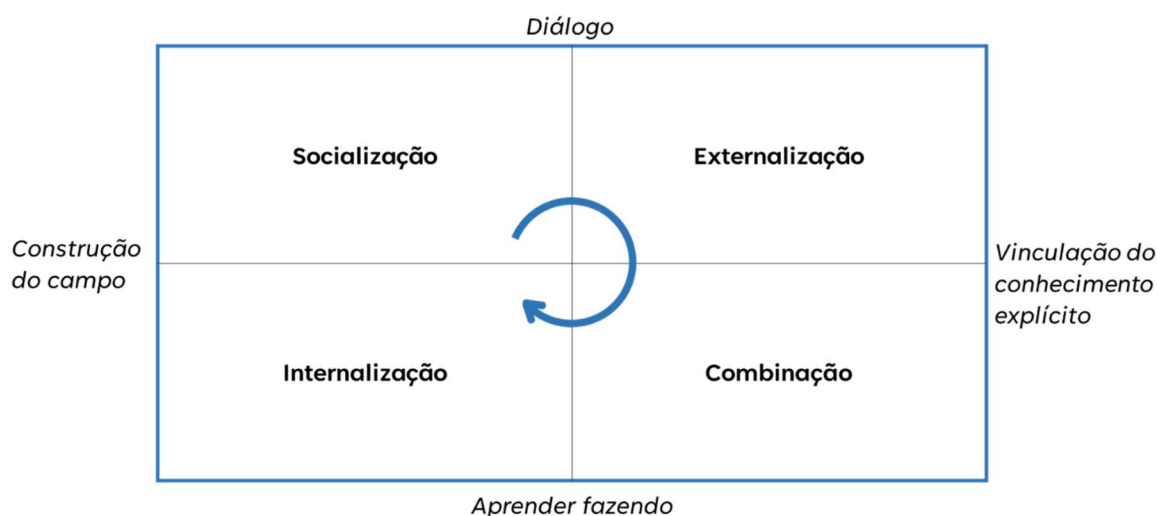 Diálogo
Socialização
Externalização
Construção
do campo
Vinculação do
conhecimento
explícito
Internalização
Combinação
Aprender fazendo